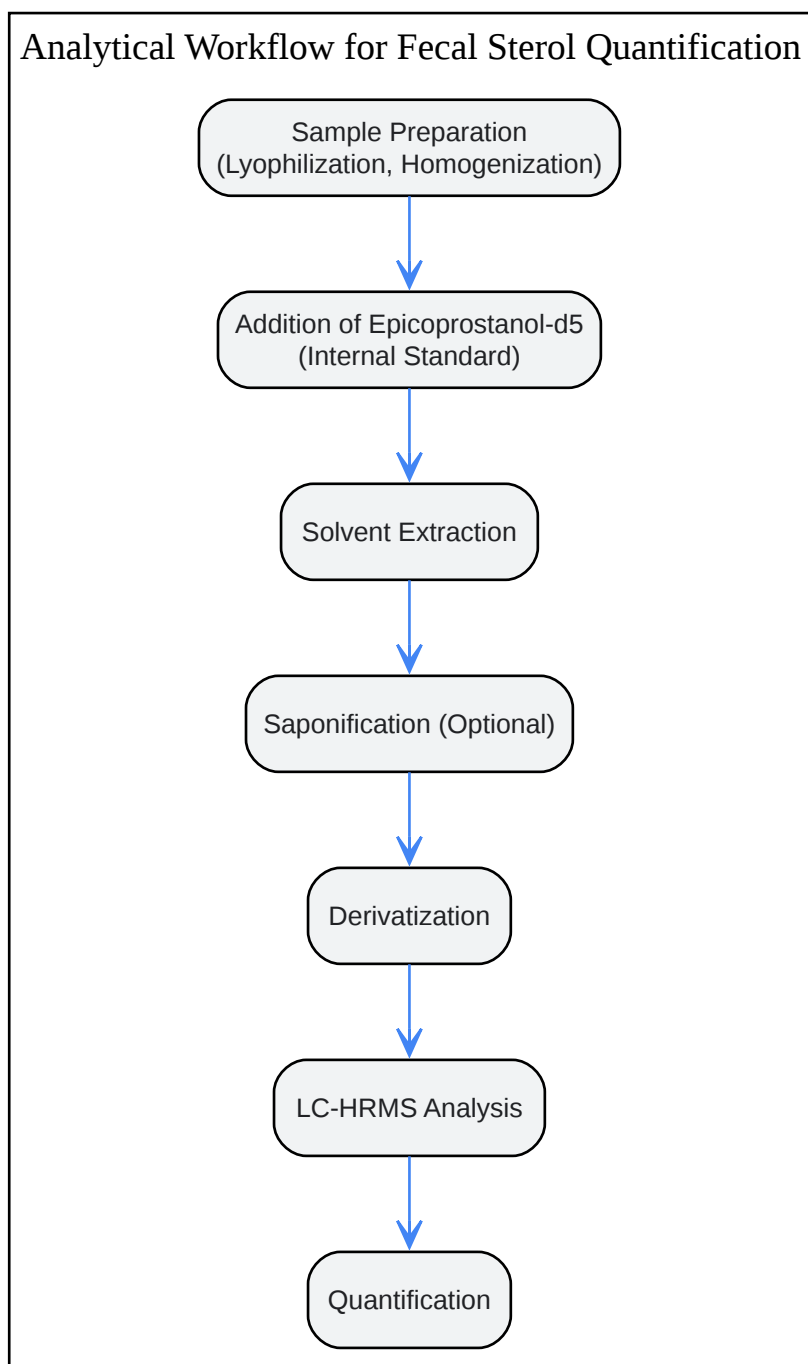 Analytical Workflow for Fecal Sterol Quantification
Sample Preparation
(Lyophilization, Homogenization)
Addition of Epicoprostanol-d5
(Internal Standard)
Solvent Extraction
Saponification (Optional)
Derivatization
LC-HRMS Analysis
Quantification